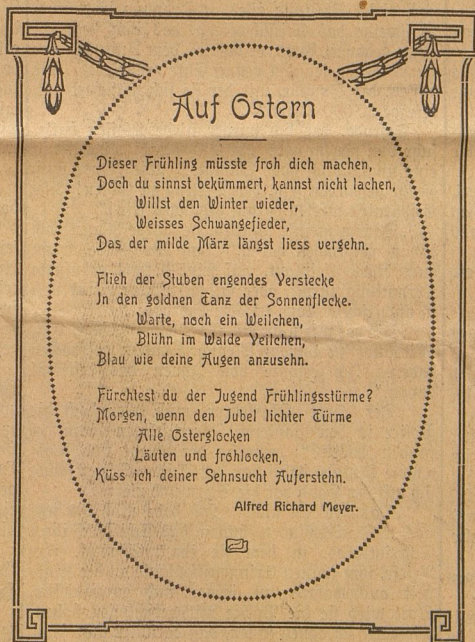 Auf Ostern
Dieser Frühling müsste froh dich machen,
Doch du sinnst bekümmert, kannst nicht lachen,
Willst den Winter wieder,
Weisses Schwangefieder,
Das der milde März längst liess vergehn.
Flieh der Stuben engendes Verstecke
In den goldnen Tanz der Sonnenflecke.
Warte, noch ein Weilchen,
Blühn im Walde Veilchen,
Blau wie deine Augen anzusehn.
Fürchtest du der Jugend Frühlingsstürme?
Morgen, wenn den Jubel lichter Türme
Alle Osterglocken
Läuten und frohlocken,
Küss ich deiner Sehnsucht Auferstehn.
Alfred Richard Meyer.